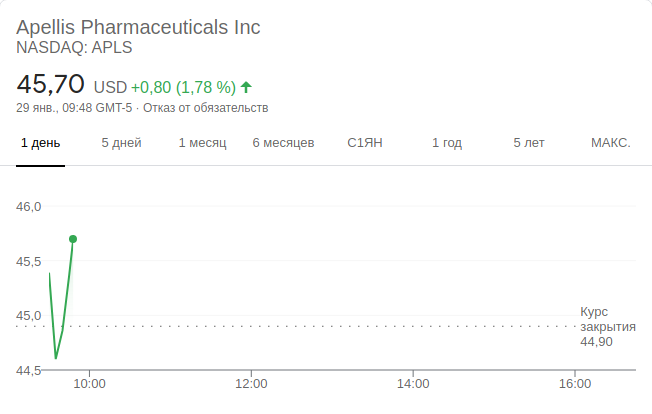 Apellis Pharmaceuticals Inc
NASDAQ: APLS
45,70 USD +0,80 (1,78 %)
29 янв., 09:48 GMT-5 · Отказ от обязательств
1 день 5 дней 1 месяц 6 месяцев С1ЯН 1 год 5 лет МАКС.
46,0
45,5
45,0
Курс
закрытия
44,90
44,5
10:00 12:00 14:00 16:00